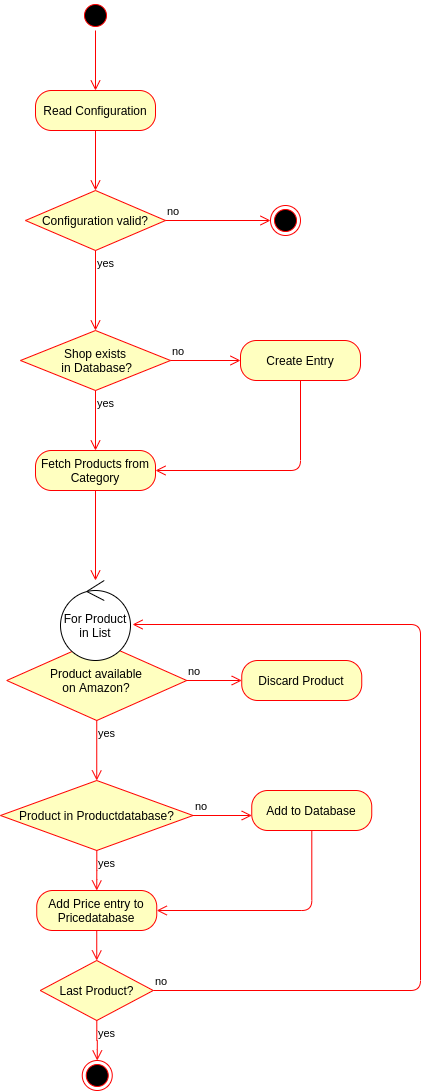 Read Configuration
Configuration valid?
no
yes
Shop exists
in Database?
no
Create Entry
yes
Fetch Products from
Category
For Product
in List
Product available
on Amazon?
no
Discard Product
yes
Product in Productdatabase?
no
Add to Database
yes
Add Price entry to
Pricedatabase
Last Product?
no
yes